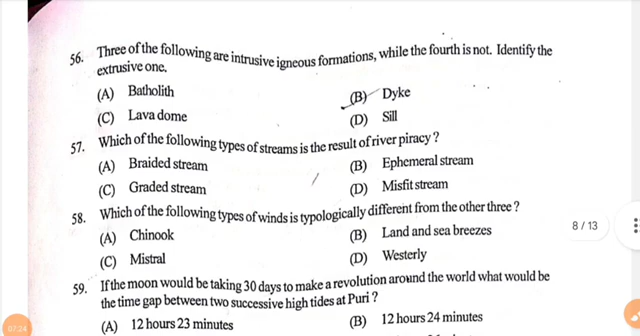 56. Three of the following are intrusive igneous formations, while the fourth is not. Identify the
extrusive one.
(A) Batholith (B) Dyke
(C) Lava dome (D) Sill
57. Which of the following types of streams is the result of river piracy ?
(A) Braided stream (B) Ephemeral stream
(C) Graded stream (D) Misfit stream
58. Which of the following types of winds is typologically different from the other three ?
(A) Chinook (B) Land and sea breezes
8 / 13
(C) Mistral (D) Westerly
59. If the moon would be taking 30 days to make a revolution around the world what would be
the time gap between two successive high tides at Puri ?
(A) 12 hours 23 minutes (B) 12 hours 24 minutes
07:24